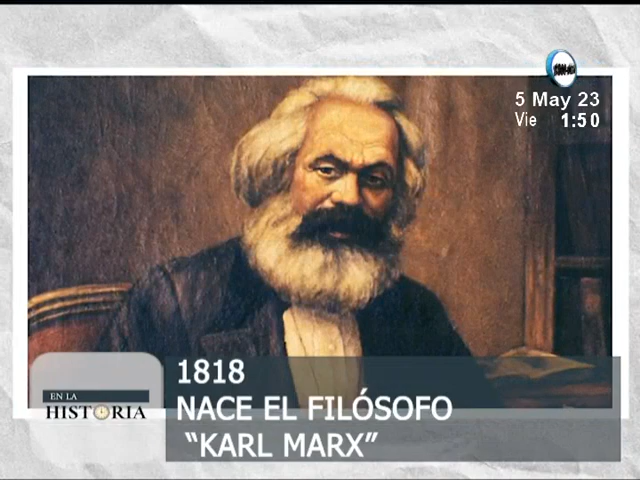 5 May 23
Vie 1:50
1818
NACE EL FILÓSOFO
“KARL MARX”
EN LA
HISTORIA